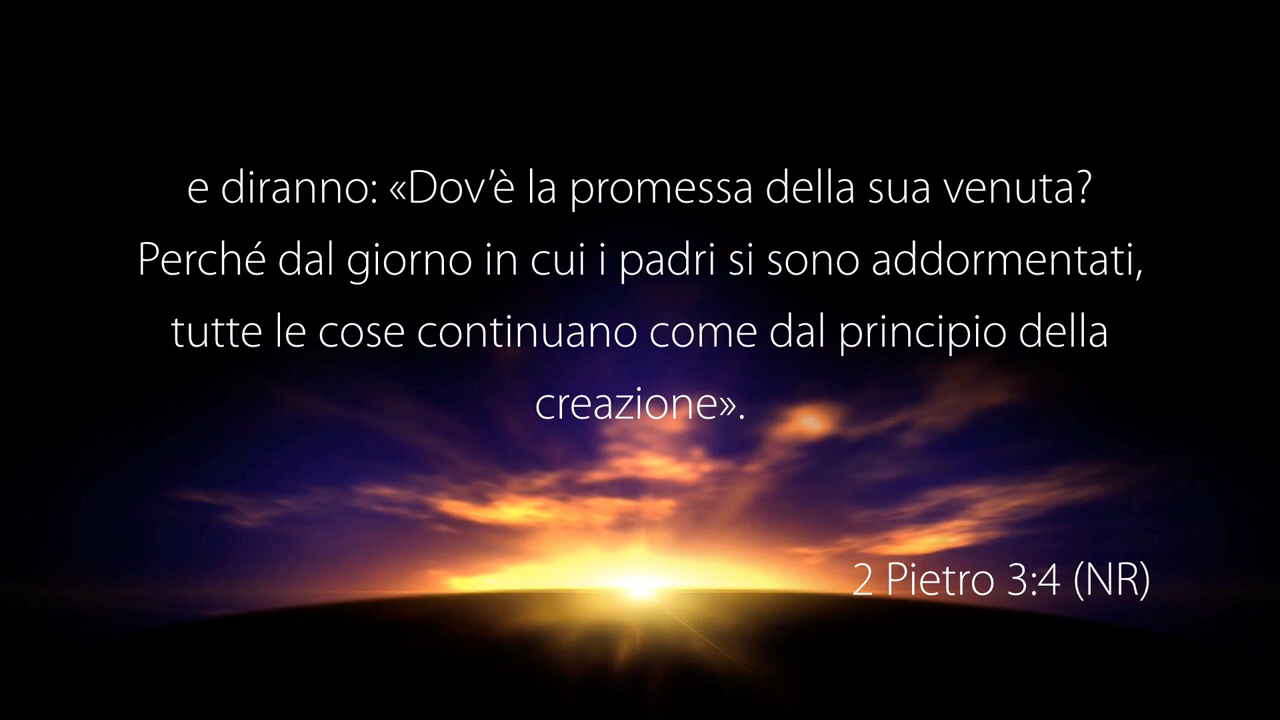 e diranno: «Dov’è la promessa della sua venuta?
Perché dal giorno in cui i padri si sono addormentati,
tutte le cose continuano come dal principio della
creazione».
2 Pietro 3:4 (NR)